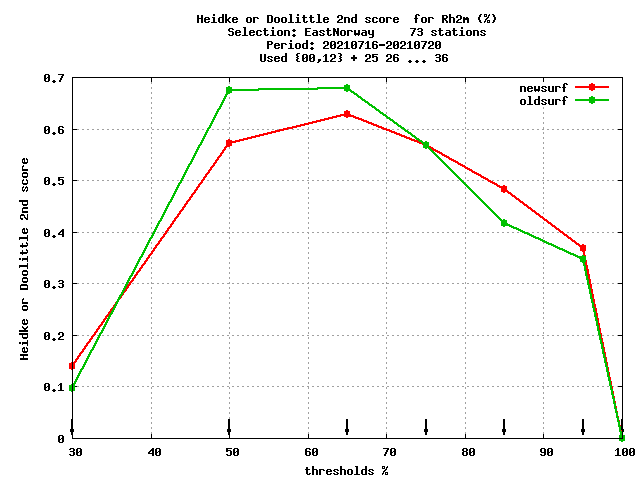 Heidke or Doolittle 2nd score  for Rh2m (%)
Selection: EastNorway     73 stations
Period: 20210716-20210720
Used {00,12} + 25 26 ... 36
newsurf
oldsurf
Heidke or Doolittle 2nd score
0,7
0,6
0,5
0,4
0,3
0,2
0,1
0
30 40 50 60 70 80 90 100
thresholds %